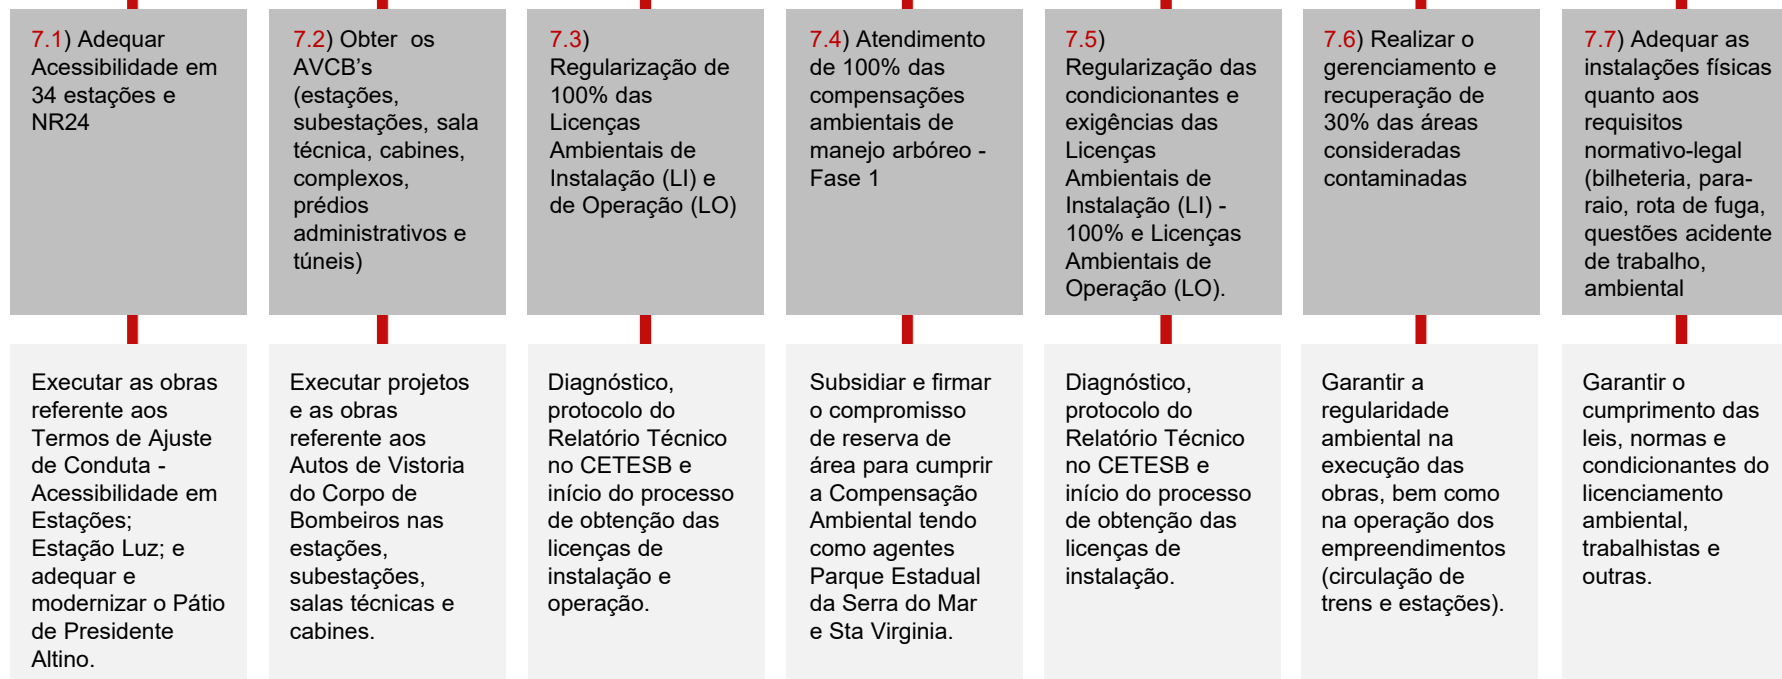 7.1) Adequar
Acessibilidade em
34 estações e
NR24
7.2) Obter os
AVCB's
(estações,
subestações, sala
técnica, cabines,
complexos,
prédios
administrativos e
túneis)
7.3)
Regularização de
100% das
Licenças
Ambientais de
Instalação (LI) e
de Operação (LO)
7.4) Atendimento
de 100% das
compensações
ambientais de
manejo arbóreo -
Fase 1
7.5)
Regularização das
condicionantes e
exigências das
Licenças
Ambientais de
Instalação (LI) -
100% e Licenças
Ambientais de
Operação (LO).
7.6) Realizar o
gerenciamento e
recuperação de
30% das áreas
consideradas
contaminadas
7.7) Adequar as
instalações físicas
quanto aos
requisitos
normativo-legal
(bilheteria, para-
raio, rota de fuga,
questões acidente
de trabalho,
ambiental
Executar as obras
referente aos
Termos de Ajuste
de Conduta -
Acessibilidade em
Estações;
Estação Luz; e
adequar e
modernizar o Pátio
de Presidente
Altino.
Executar projetos
e as obras
referente aos
Autos de Vistoria
do Corpo de
Bombeiros nas
estações,
subestações,
salas técnicas e
cabines.
Diagnóstico,
protocolo do
Relatório Técnico
no CETESB e
início do processo
de obtenção das
licenças de
instalação e
operação.
Subsidiar e firmar
o compromisso
de reserva de
área para cumprir
a Compensação
Ambiental tendo
como agentes
Parque Estadual
da Serra do Mar
e Sta Virginia.
Diagnóstico,
protocolo do
Relatório Técnico
no CETESB e
início do processo
de obtenção das
licenças de
instalação.
Garantir a
regularidade
ambiental na
execução das
obras, bem como
na operação dos
empreendimentos
(circulação de
trens e estações).
Garantir o
cumprimento das
leis, normas e
condicionantes do
licenciamento
ambiental,
trabalhistas e
outras.